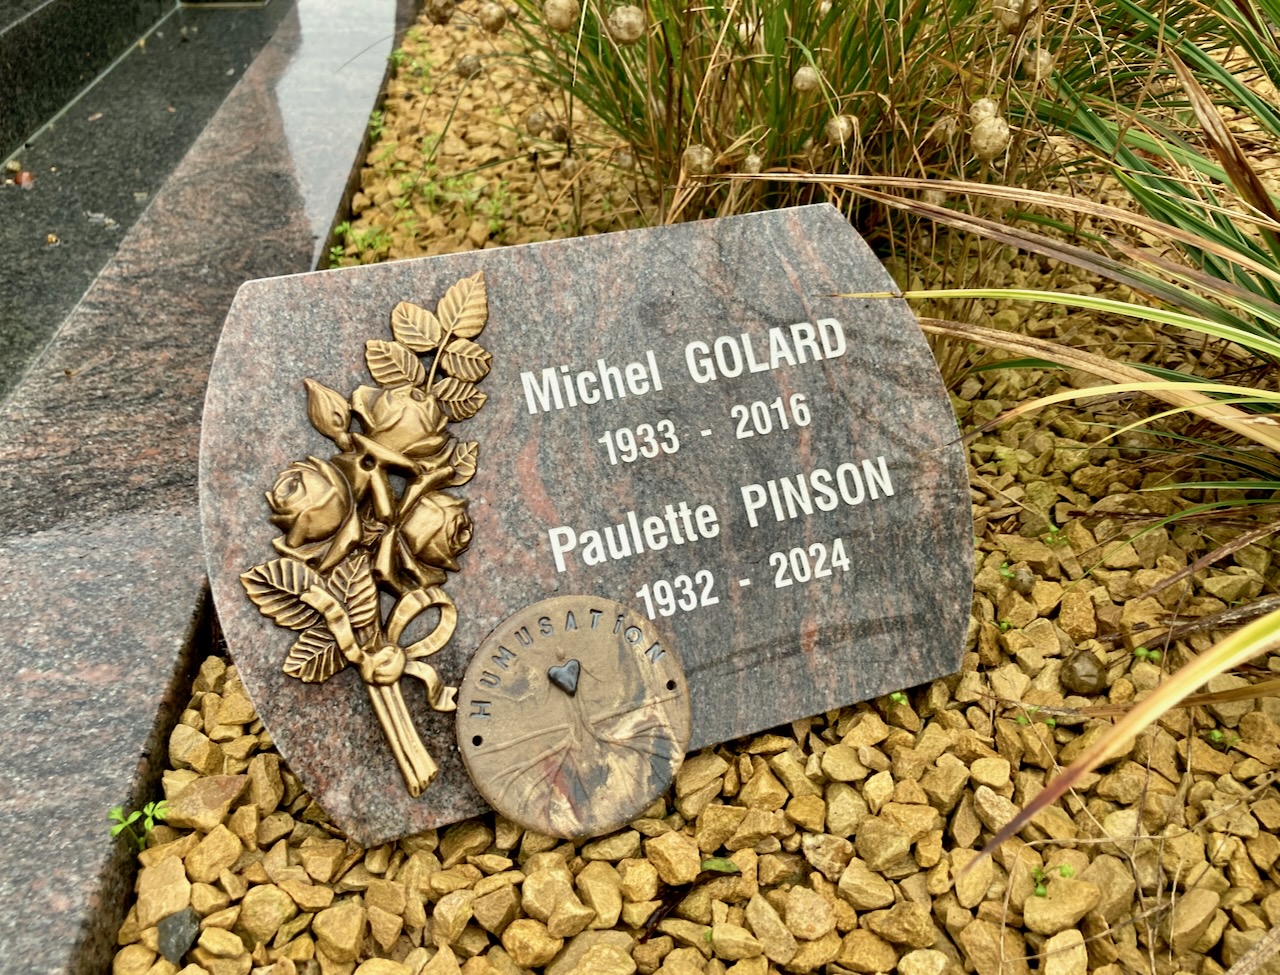 Michel GOLARD
1933 - 2016
Paulette PINSON
1932 - 2024
HUMUSATiON